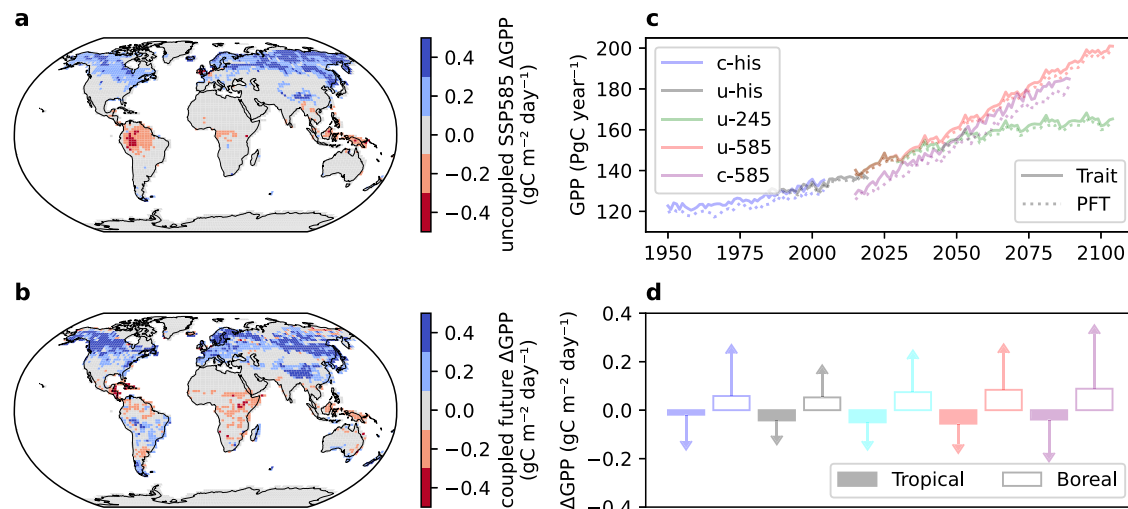 a
0.4
0.2
0.0
−0.2
−0.4
uncoupled SSP585 ΔGPP
(gC m⁻² day⁻¹)
b
0.4
0.2
0.0
−0.2
−0.4
coupled future ΔGPP
(gC m⁻² day⁻¹)
c
200
180
160
140
120
GPP (PgC year⁻¹)
c-his
u-his
u-245
u-585
c-585
Trait
PFT
1950
1975
2000
2025
2050
2075
2100
d
0.4
0.2
0.0
−0.2
−0.4
ΔGPP (gC m⁻² day⁻¹)
Tropical
Boreal